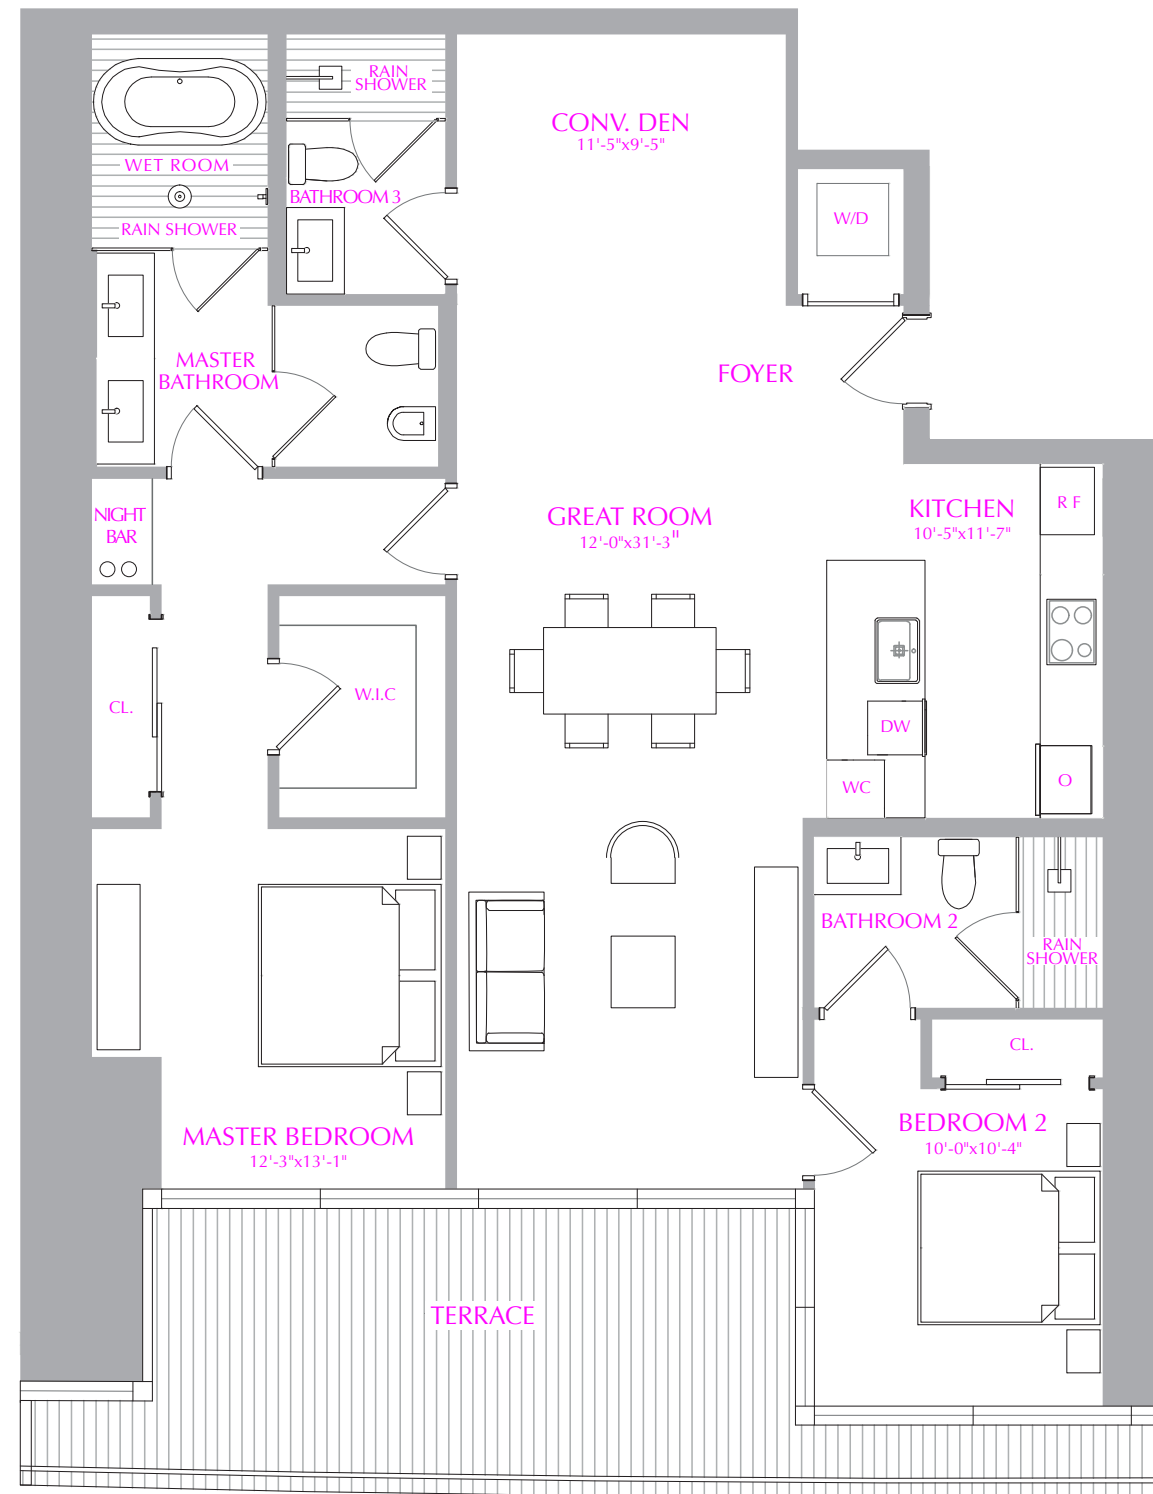 RAIN
SHOWER
CONV. DEN
11'-5"x9'-5"
WET ROOM
BATHROOM 3
W/D
RAIN SHOWER
MASTER
BATHROOM
FOYER
NIGHT
BAR
GREAT ROOM
12'-0"x31'-3"
KITCHEN
10'-5"x11'-7"
R F
CL.
W.I.C
DW
WC
O
BATHROOM 2
RAIN
SHOWER
CL.
MASTER BEDROOM
12'-3"x13'-1"
BEDROOM 2
10'-0"x10'-4"
TERRACE